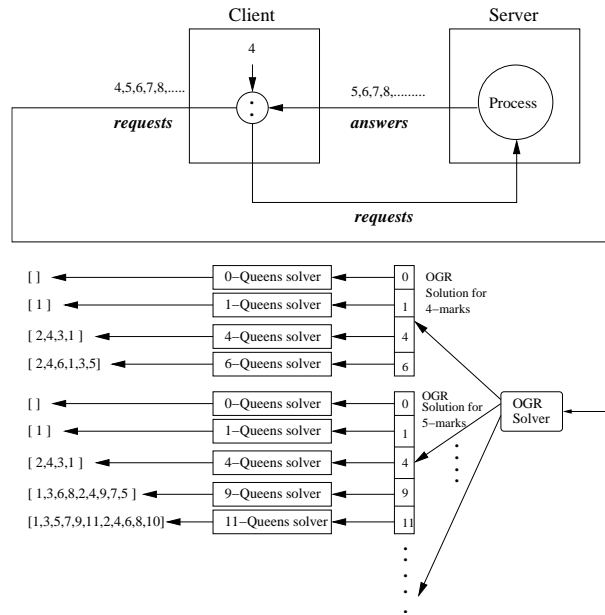 Client
Server
4
4,5,6,7,8,.....
5,6,7,8,.........
:
Process
requests
answers
requests
[ ]
0−Queens solver
0
OGR
Solution for
4−marks
[ 1 ]
1−Queens solver
1
[ 2,4,3,1 ]
4−Queens solver
4
[ 2,4,6,1,3,5]
6−Queens solver
6
[ ]
0−Queens solver
0
OGR
Solution for
5−marks
OGR
Solver
[ 1 ]
1−Queens solver
1
[ 2,4,3,1 ]
4−Queens solver
4
[ 1,3,6,8,2,4,9,7,5 ]
9−Queens solver
9
[1,3,5,7,9,11,2,4,6,8,10]
11−Queens solver
11